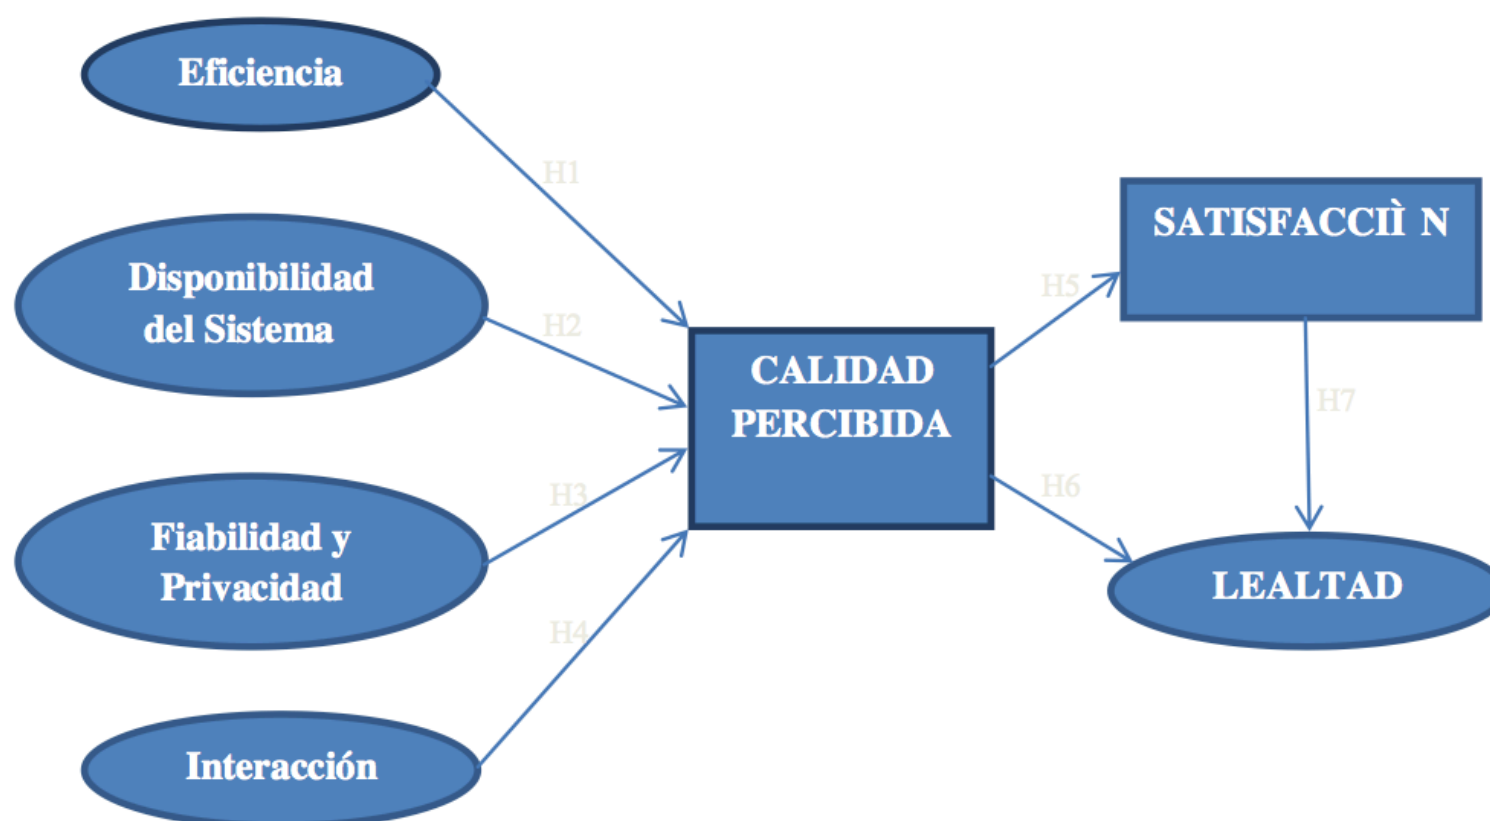 Eficiencia
H1
Disponibilidad
del Sistema
H2
Fiabilidad y
Privacidad
H3
Interacción
H4
CALIDAD
PERCIBIDA
H5
SATISFACCIÌ N
H6
H7
LEALTAD